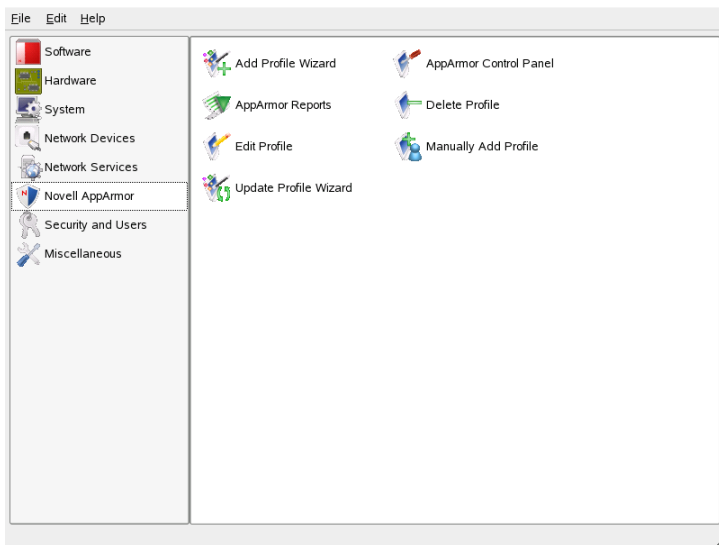 File Edit Help
Software
Hardware
System
Network Devices
Network Services
Novell AppArmor
Security and Users
Miscellaneous
Add Profile Wizard
AppArmor Control Panel
AppArmor Reports
Delete Profile
Edit Profile
Manually Add Profile
Update Profile Wizard